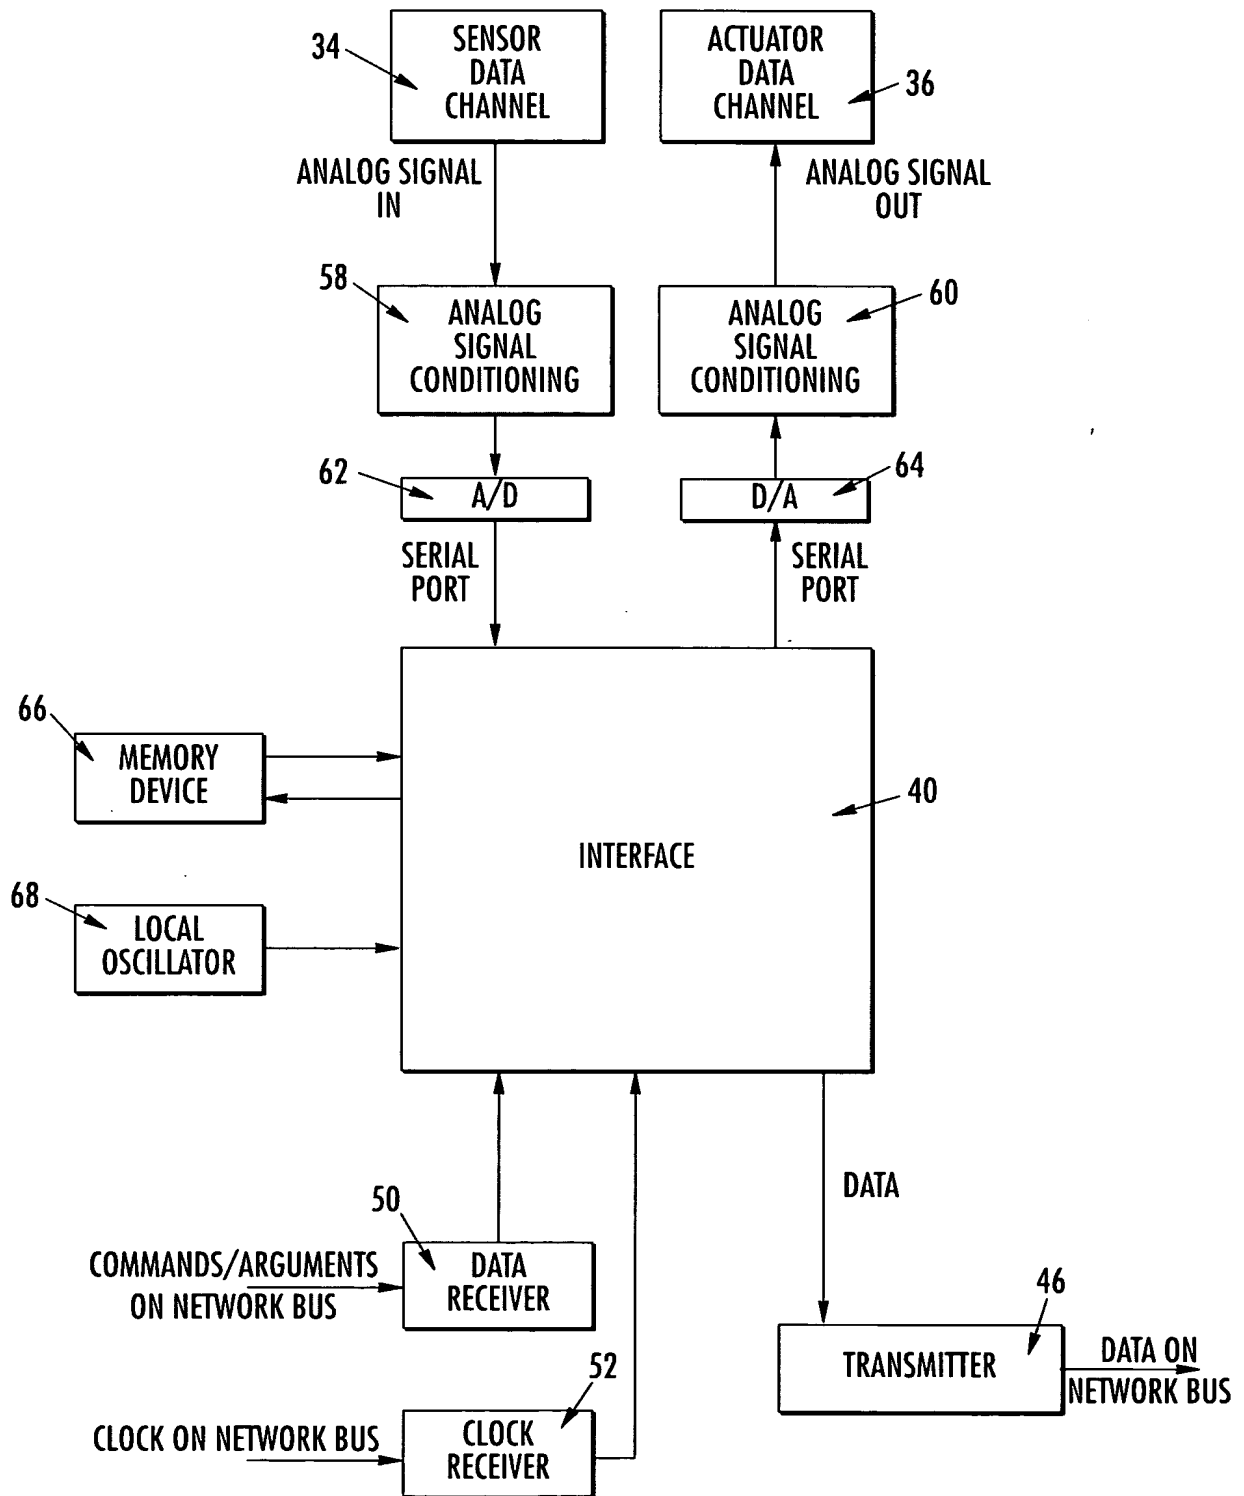 34
SENSOR
DATA
CHANNEL
ACTUATOR
DATA
CHANNEL
36
ANALOG SIGNAL
IN
ANALOG SIGNAL
OUT
58
ANALOG
SIGNAL
CONDITIONING
ANALOG
SIGNAL
CONDITIONING
60
62
A/D
D/A
64
SERIAL
PORT
SERIAL
PORT
66
MEMORY
DEVICE
40
INTERFACE
68
LOCAL
OSCILLATOR
DATA
50
COMMANDS/ARGUMENTS
ON NETWORK BUS
DATA
RECEIVER
46
TRANSMITTER
DATA ON
NETWORK BUS
52
CLOCK ON NETWORK BUS
CLOCK
RECEIVER